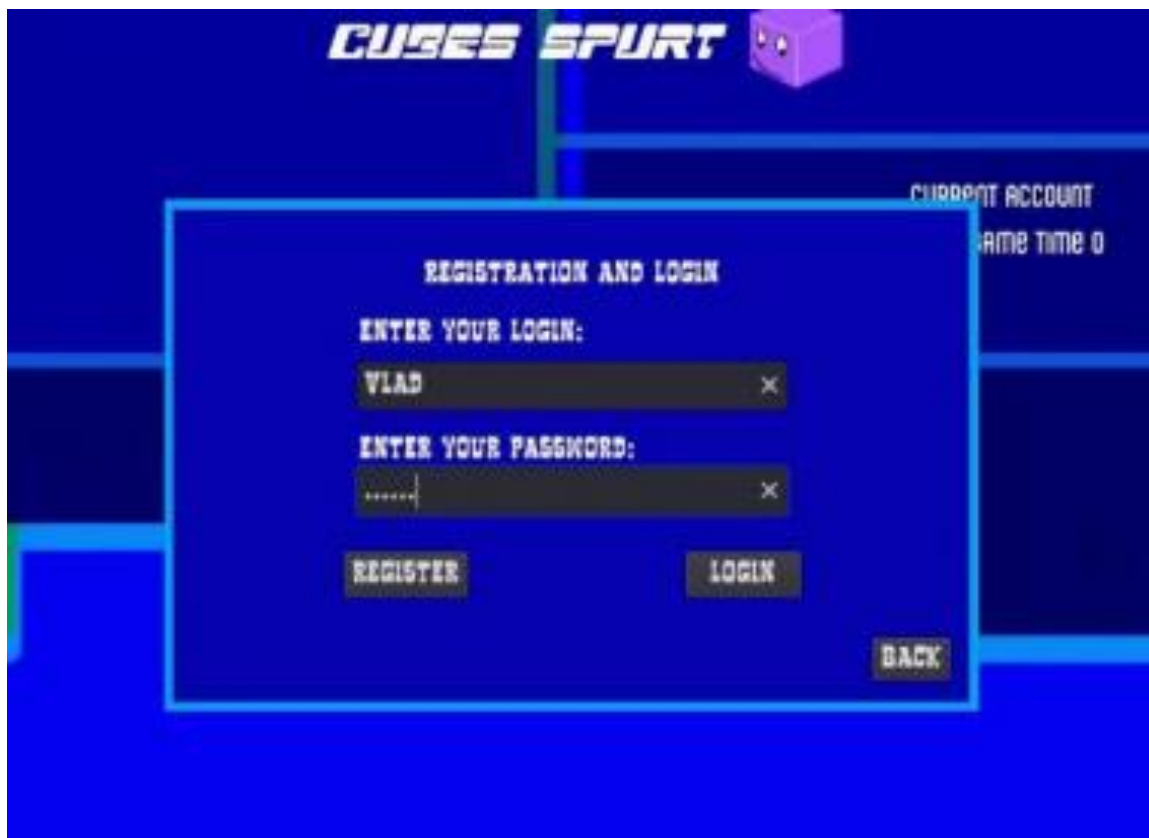 CUBES SPURT
CURRENT ACCOUNT
GAME TIME 0
REGISTRATION AND LOGIN
ENTER YOUR LOGIN:
VLAD ×
ENTER YOUR PASSWORD:
...... ×
REGISTER LOGIN
BACK